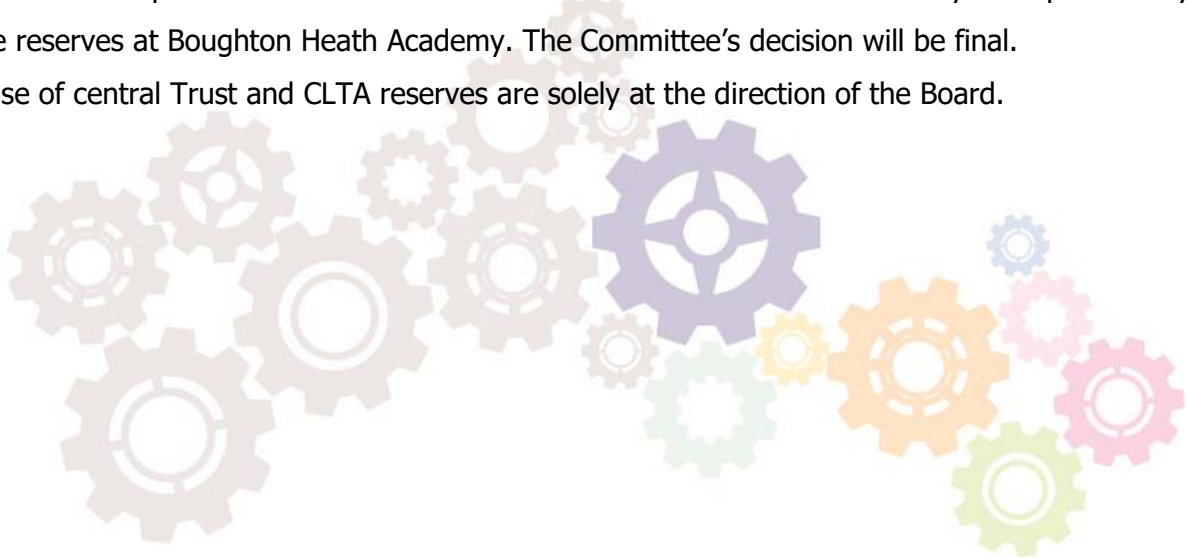 e reserves at Boughton Heath Academy. The Committee’s decision will be final.
se of central Trust and CLTA reserves are solely at the direction of the Board.